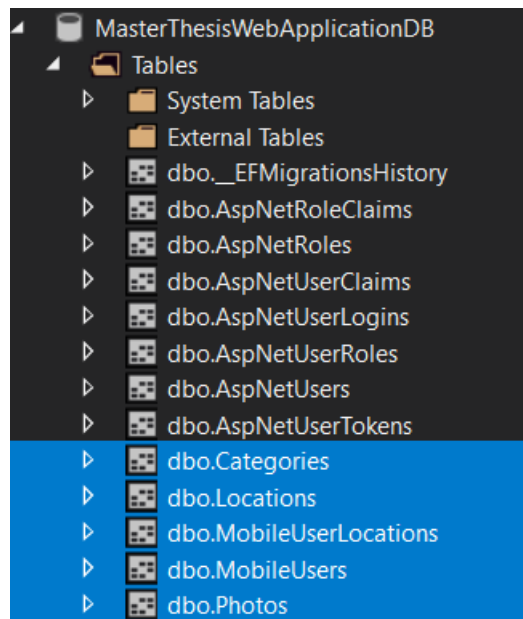 MasterThesisWebApplicationDB
Tables
System Tables
External Tables
dbo.__EFMigrationsHistory
dbo.AspNetRoleClaims
dbo.AspNetRoles
dbo.AspNetUserClaims
dbo.AspNetUserLogins
dbo.AspNetUserRoles
dbo.AspNetUsers
dbo.AspNetUserTokens
dbo.Categories
dbo.Locations
dbo.MobileUserLocations
dbo.MobileUsers
dbo.Photos